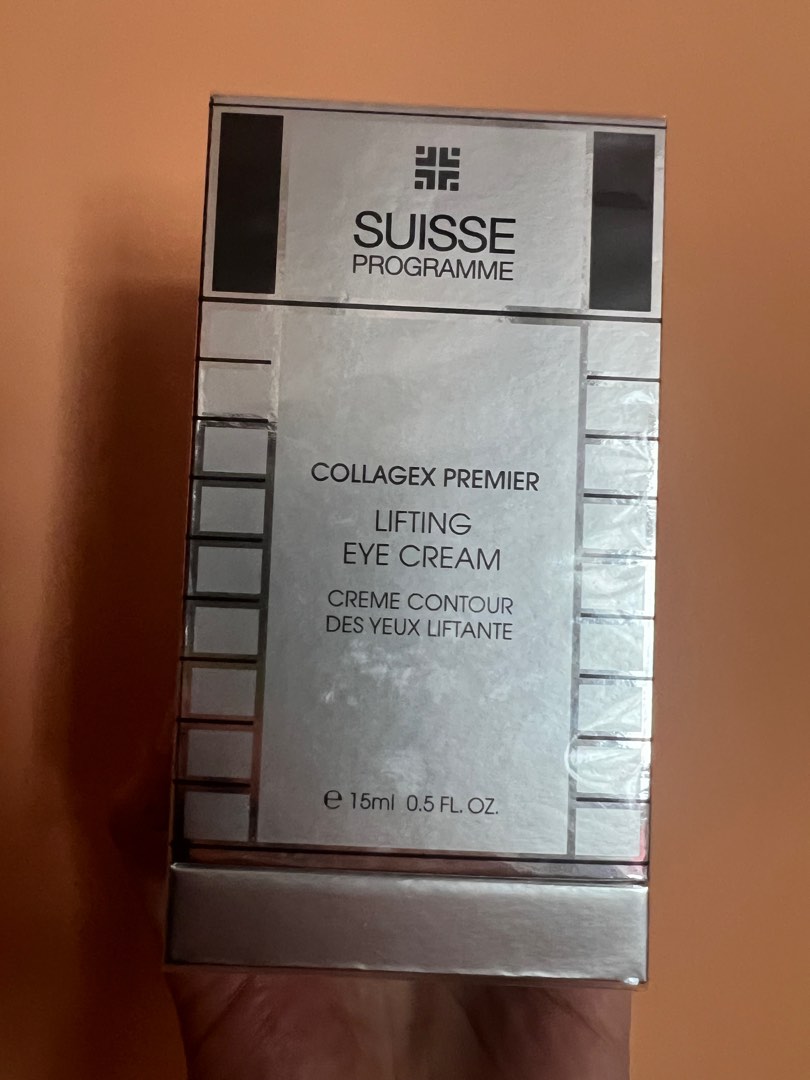 SUISSE
PROGRAMME
COLLAGEX PREMIER
LIFTING
EYE CREAM
CREME CONTOUR
DES YEUX LIFTANTE
℮ 15ml 0.5 FL. OZ.